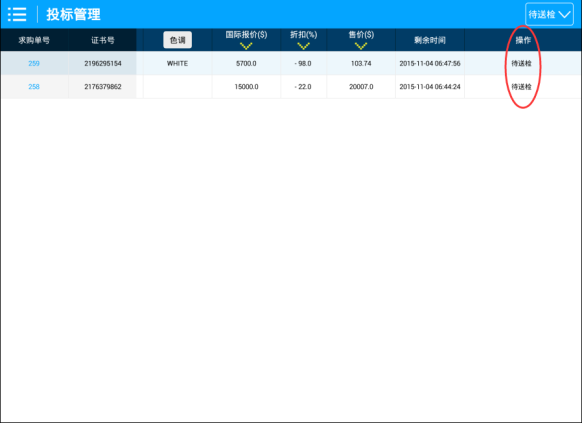 投标管理 待送检
求购单号 证书号 色调 国际报价($) 折扣(%) 售价($) 剩余时间 操作
259 2196295154 WHITE 5700.0 - 98.0 103.74 2015-11-04 06:47:56 待送检
258 2176379862 15000.0 - 22.0 20007.0 2015-11-04 06:44:24 待送检